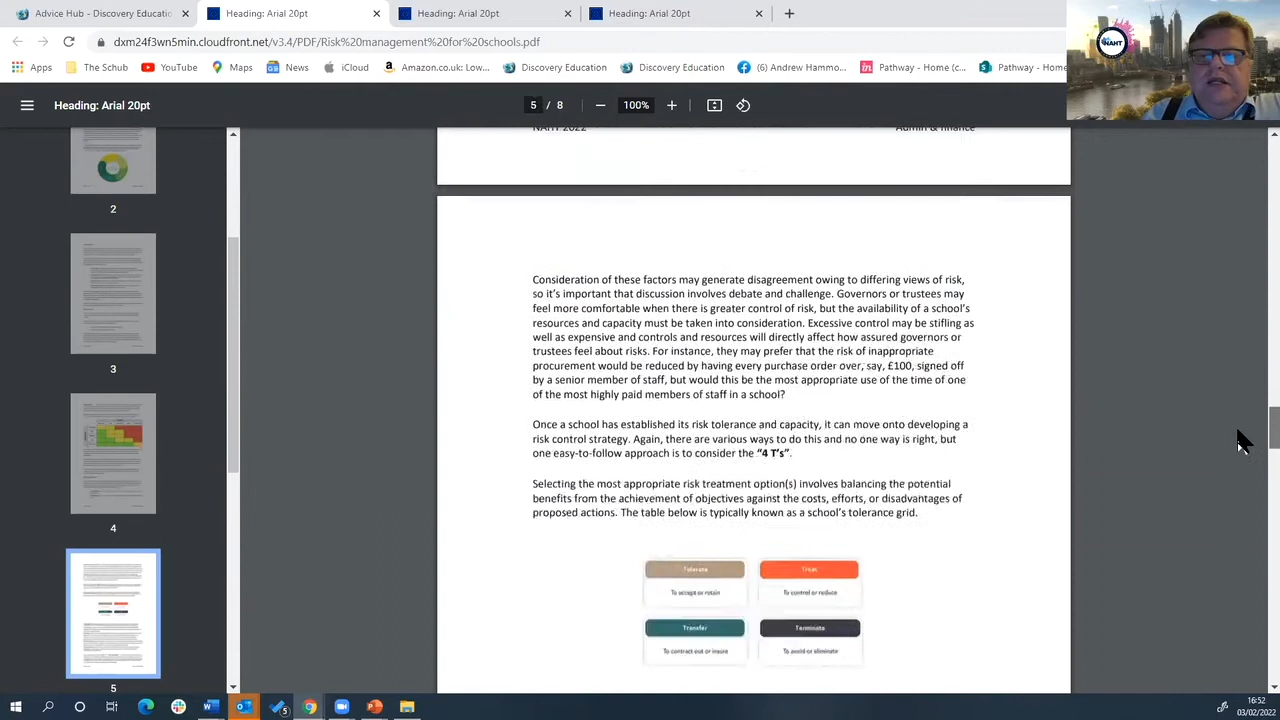 Advice Hub - Discovery Educati
Heading: Arial 20pt
Heading: Arial 20pt
Heading: Arial 20pt
dxm24f3wn5min.cloudfront.net/v3.4/PDF/Risk%20
Apps
The Schubs
YouTube
Maps
News
iCloud
Discovery Education
Discovery Education
(6) Andrew Hammo...
Pathway - Home (c...
Pathway - Hom
NAHT
Heading: Arial 20pt
5 / 8
100%
NAHT 2022
Admin & finance
Consideration of these factors may generate disagreement owing to differing views of risk,
so it's important that discussion involves debate and challenge. Governors or trustees may
feel more comfortable when there is greater control of risk, but the availability of a school's
resources and capacity must be taken into consideration. Excessive control may be stifling as
well as expensive and controls and resources will directly affect how assured governors or
trustees feel about risks. For instance, they may prefer that the risk of inappropriate
procurement would be reduced by having every purchase order over, say, £100, signed off
by a senior member of staff, but would this be the most appropriate use of the time of one
of the most highly paid members of staff in a school?
Once a school has established its risk tolerance and capacity, it can move onto developing a
risk control strategy. Again, there are various ways to do this and no one way is right, but
one easy-to-follow approach is to consider the "4 T's".
Selecting the most appropriate risk treatment option(s) involves balancing the potential
benefits from the achievement of objectives against the costs, efforts, or disadvantages of
proposed actions. The table below is typically known as a school's tolerance grid.
Tolerate
Treat
To accept or retain
To control or reduce
Transfer
Terminate
To contract out or insure
To avoid or eliminate
2
3
4
5
16:52
03/02/2022